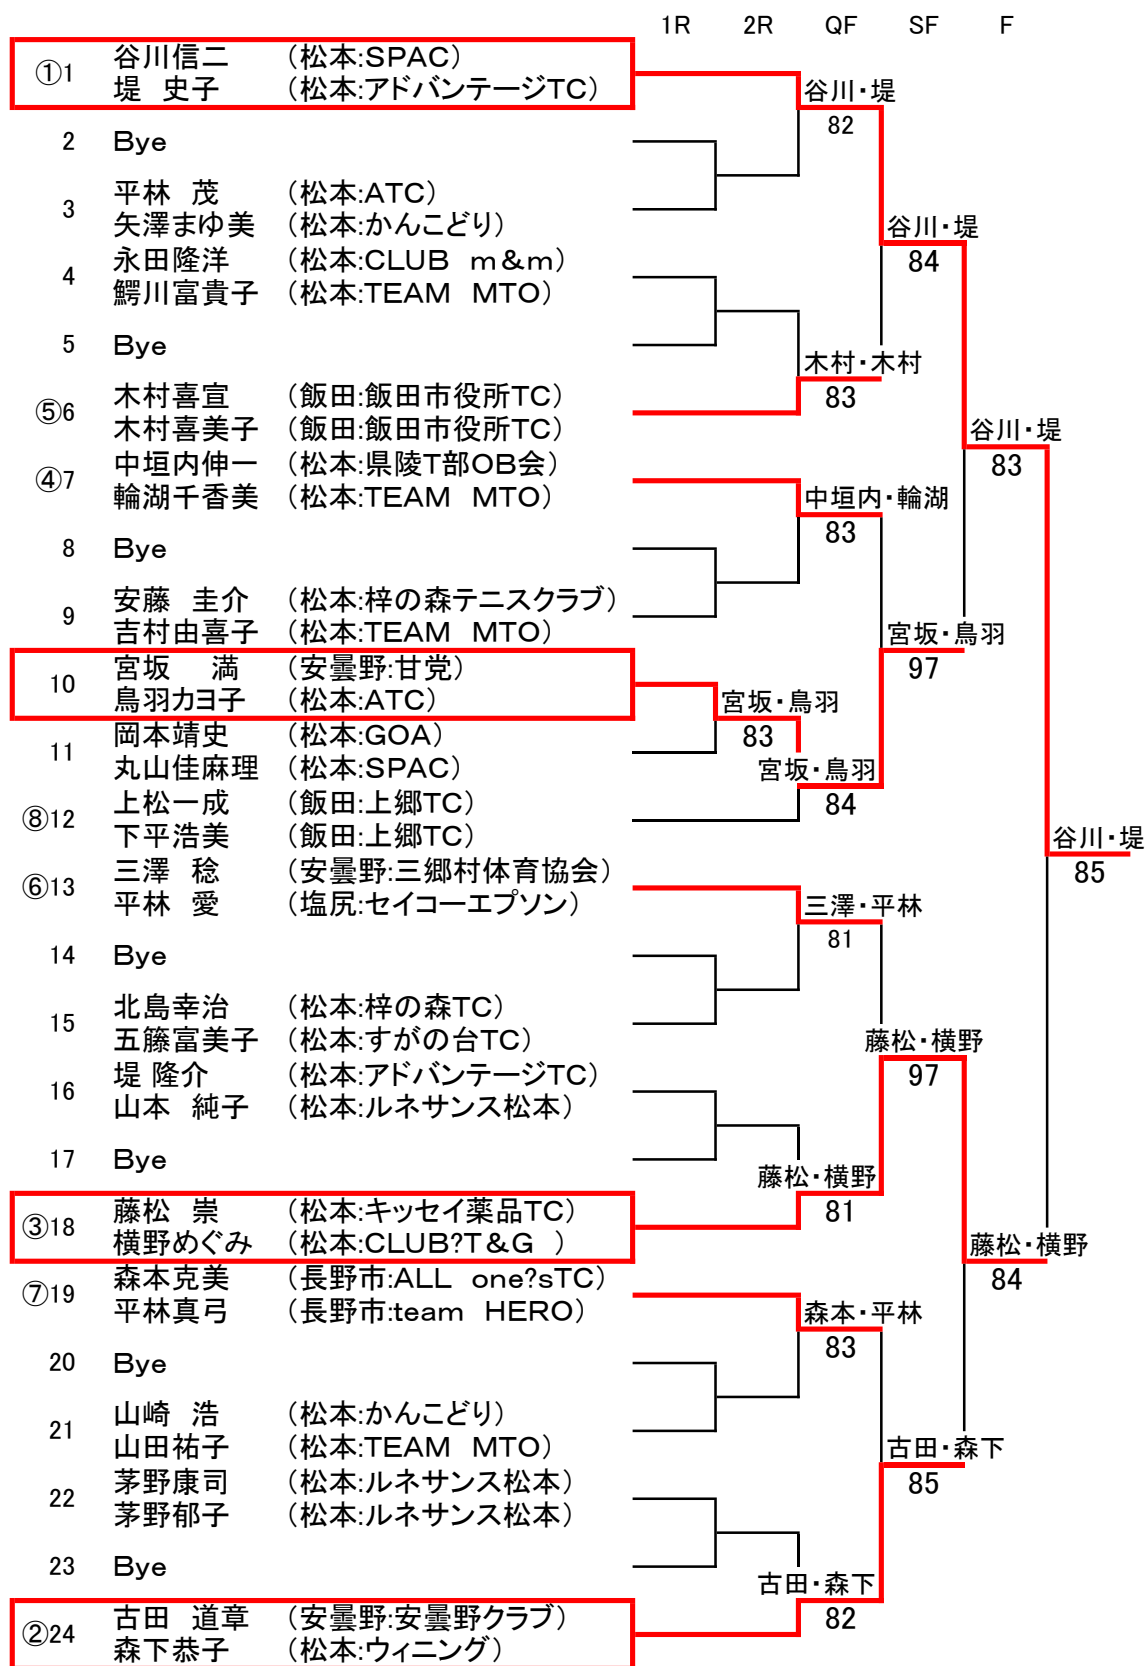 1R 2R QF SF F
①1 谷川信二 （松本:SPAC）
堤　史子 （松本:アドバンテージTC）
谷川・堤
82
2 Bye
3 平林　茂 （松本:ATC）
矢澤まゆ美 （松本:かんこどり）
谷川・堤
84
4 永田隆洋 （松本:CLUB　m&m）
鰐川富貴子 （松本:TEAM　MTO）
5 Bye
木村・木村
83
⑤6 木村喜宣 （飯田:飯田市役所TC）
木村喜美子 （飯田:飯田市役所TC）
谷川・堤
83
④7 中垣内伸一 （松本:県陵T部OB会）
輪湖千香美 （松本:TEAM　MTO）
中垣内・輪湖
83
8 Bye
9 安藤　圭介 （松本:梓の森テニスクラブ）
吉村由喜子 （松本:TEAM　MTO）
宮坂・鳥羽
97
10 宮坂　満 （安曇野:甘党）
鳥羽カヨ子 （松本:ATC）
宮坂・鳥羽
83
11 岡本靖史 （松本:GOA）
丸山佳麻理 （松本:SPAC）
宮坂・鳥羽
84
⑧12 上松一成 （飯田:上郷TC）
下平浩美 （飯田:上郷TC）
谷川・堤
85
⑥13 三澤 稔 （安曇野:三郷村体育協会）
平林 愛 （塩尻:セイコーエプソン）
三澤・平林
81
14 Bye
15 北島幸治 （松本:梓の森TC）
五籐富美子 （松本:すがの台TC）
藤松・横野
97
16 堤 隆介 （松本:アドバンテージTC）
山本　純子 （松本:ルネサンス松本）
17 Bye
藤松・横野
81
③18 藤松 崇 （松本:キッセイ薬品TC）
横野めぐみ （松本:CLUB?T&G ）
藤松・横野
84
⑦19 森本克美 （長野市:ALL one?sTC）
平林真弓 （長野市:team　HERO）
森本・平林
83
20 Bye
21 山崎 浩 （松本:かんこどり）
山田祐子 （松本:TEAM　MTO）
古田・森下
85
22 茅野康司 （松本:ルネサンス松本）
茅野郁子 （松本:ルネサンス松本）
23 Bye
古田・森下
82
②24 古田　道章 （安曇野:安曇野クラブ）
森下恭子 （松本:ウィニング）